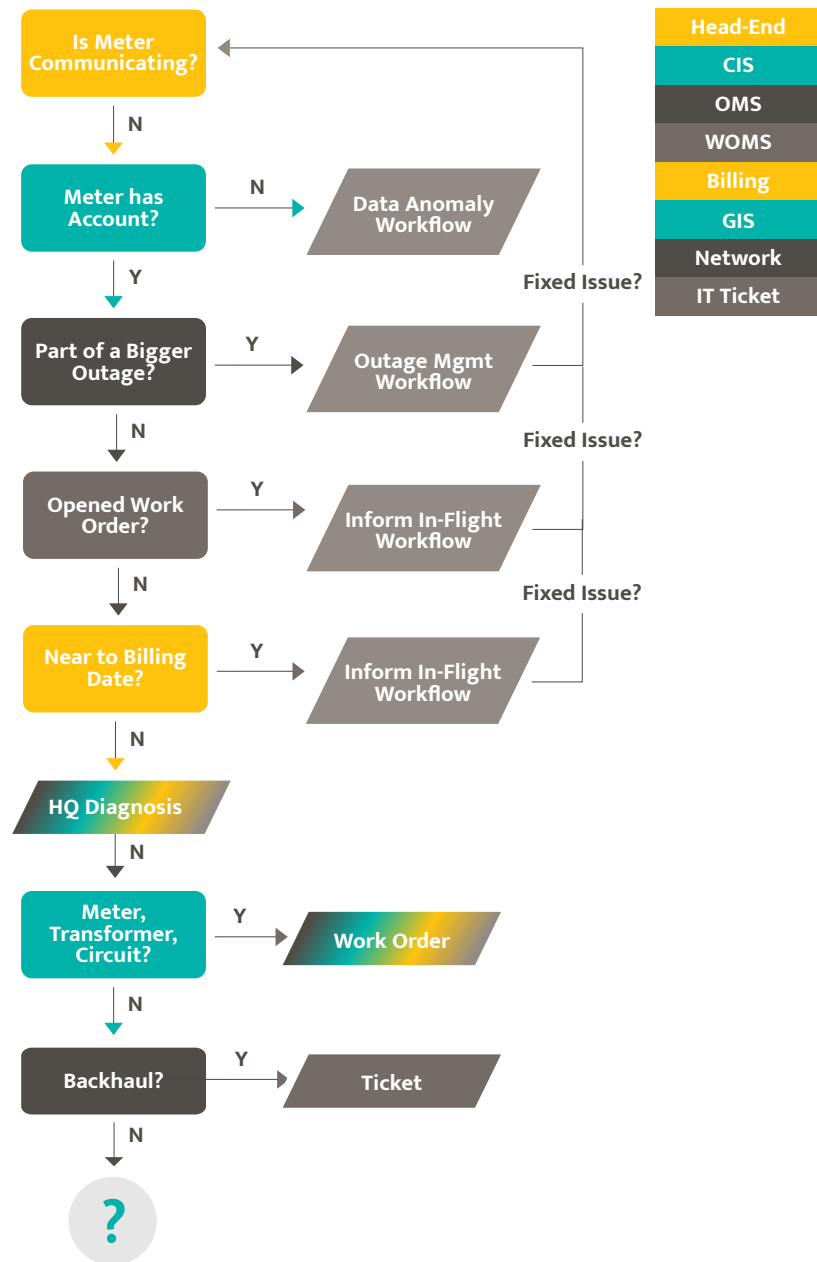 Is Meter
Communicating?
N
Meter has
Account?
N
Data Anomaly
Workflow
Y
Fixed Issue?
Part of a Bigger
Outage?
Y
Outage Mgmt
Workflow
N
Fixed Issue?
Opened Work
Order?
Y
Inform In-Flight
Workflow
N
Fixed Issue?
Near to Billing
Date?
Y
Inform In-Flight
Workflow
N
HQ Diagnosis
N
Meter,
Transformer,
Circuit?
Y
Work Order
N
Backhaul?
Y
Ticket
N
?
Head-End
CIS
OMS
WOMS
Billing
GIS
Network
IT Ticket